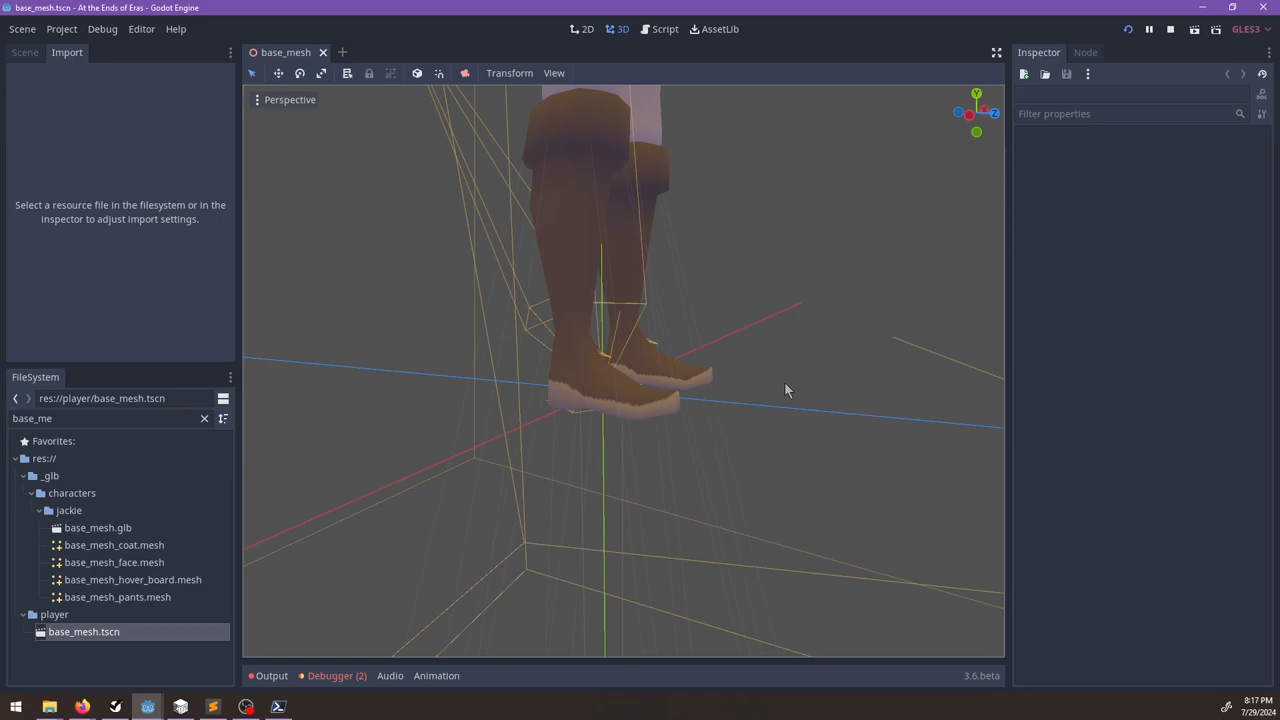 base_mesh.tscn - At the Ends of Eras - Godot Engine
Scene Project Debug Editor Help
2D 3D Script AssetLib
GLES3
Scene Import
base_mesh
Inspector Node
Transform View
Perspective
Y
Z
Filter properties
Select a resource file in the filesystem or in the
inspector to adjust import settings.
FileSystem
res://player/base_mesh.tscn
base_me
Favorites:
res://
_glb
characters
jackie
base_mesh.glb
base_mesh_coat.mesh
base_mesh_face.mesh
base_mesh_hover_board.mesh
base_mesh_pants.mesh
player
base_mesh.tscn
Output Debugger (2) Audio Animation
3.6.beta
8:17 PM
7/29/2024